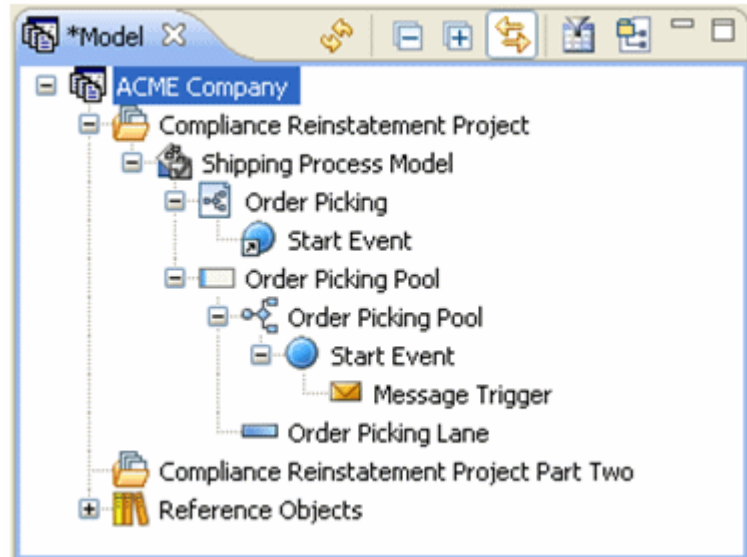 *Model
ACME Company
Compliance Reinstatement Project
Shipping Process Model
Order Picking
Start Event
Order Picking Pool
Order Picking Pool
Start Event
Message Trigger
Order Picking Lane
Compliance Reinstatement Project Part Two
Reference Objects